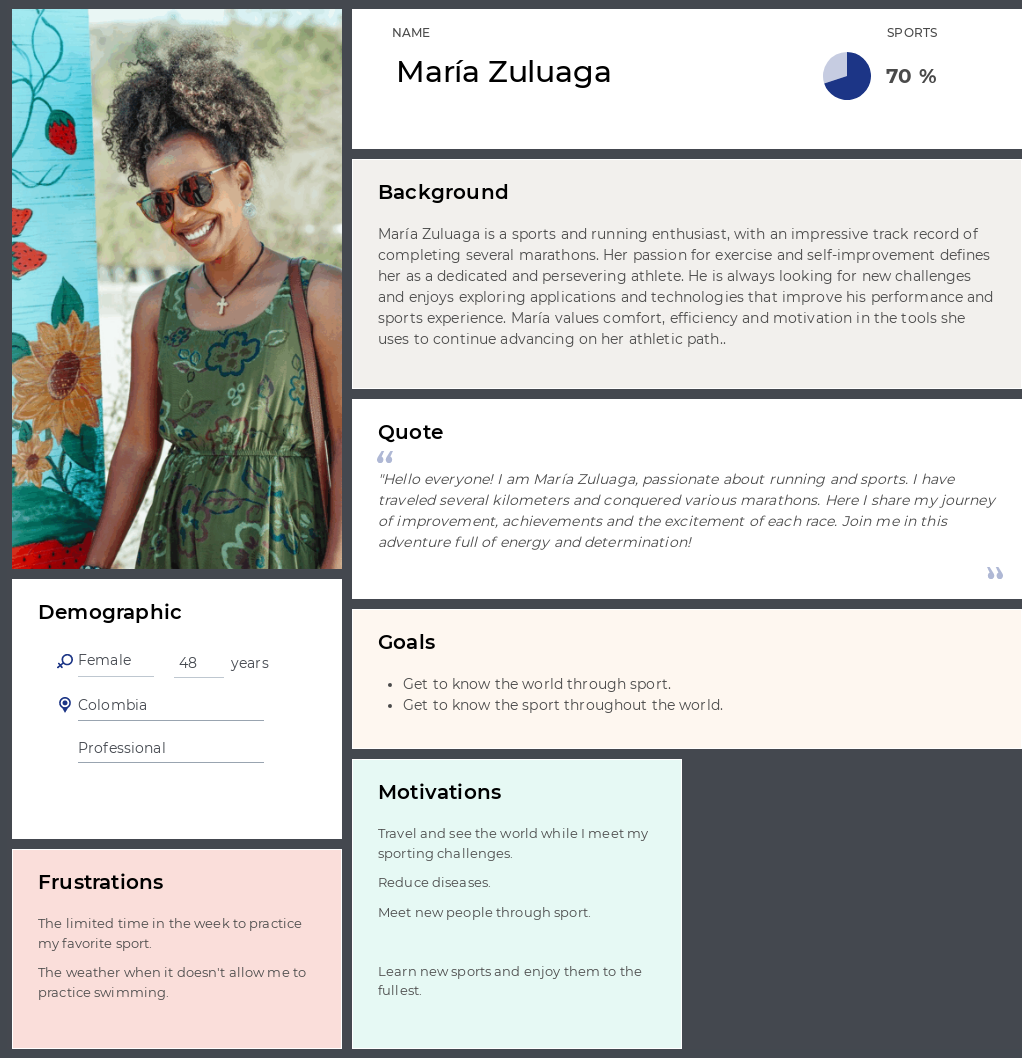 NAME
María Zuluaga
SPORTS
70 %
Background
María Zuluaga is a sports and running enthusiast, with an impressive track record of
completing several marathons. Her passion for exercise and self-improvement defines
her as a dedicated and persevering athlete. He is always looking for new challenges
and enjoys exploring applications and technologies that improve his performance and
sports experience. María values comfort, efficiency and motivation in the tools she
uses to continue advancing on her athletic path..
Quote
“
"Hello everyone! I am María Zuluaga, passionate about running and sports. I have
traveled several kilometers and conquered various marathons. Here I share my journey
of improvement, achievements and the excitement of each race. Join me in this
adventure full of energy and determination!
”
Demographic
Female
48 years
Colombia
Professional
Goals
• Get to know the world through sport.
• Get to know the sport throughout the world.
Frustrations
The limited time in the week to practice
my favorite sport.
The weather when it doesn't allow me to
practice swimming.
Motivations
Travel and see the world while I meet my
sporting challenges.
Reduce diseases.
Meet new people through sport.
Learn new sports and enjoy them to the
fullest.